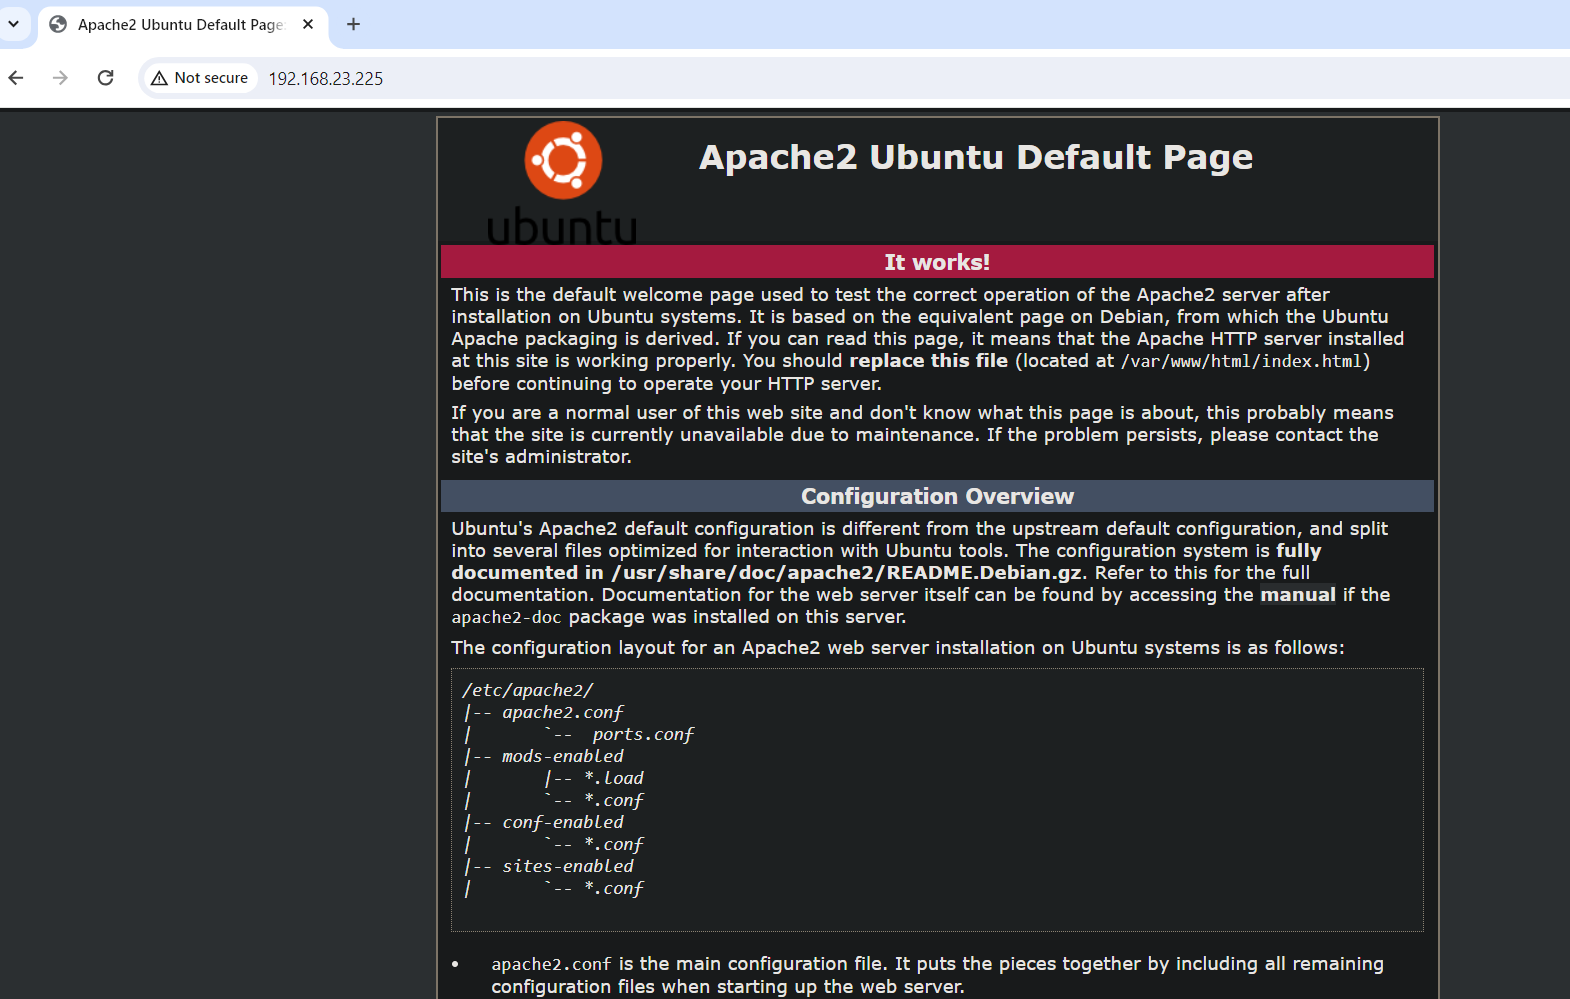 Apache2 Ubuntu Default Page:
Not secure 192.168.23.225
ubuntu
Apache2 Ubuntu Default Page
It works!
This is the default welcome page used to test the correct operation of the Apache2 server after
installation on Ubuntu systems. It is based on the equivalent page on Debian, from which the Ubuntu
Apache packaging is derived. If you can read this page, it means that the Apache HTTP server installed
at this site is working properly. You should replace this file (located at /var/www/html/index.html)
before continuing to operate your HTTP server.
If you are a normal user of this web site and don't know what this page is about, this probably means
that the site is currently unavailable due to maintenance. If the problem persists, please contact the
site's administrator.
Configuration Overview
Ubuntu's Apache2 default configuration is different from the upstream default configuration, and split
into several files optimized for interaction with Ubuntu tools. The configuration system is fully
documented in /usr/share/doc/apache2/README.Debian.gz. Refer to this for the full
documentation. Documentation for the web server itself can be found by accessing the manual if the
apache2-doc package was installed on this server.
The configuration layout for an Apache2 web server installation on Ubuntu systems is as follows:
/etc/apache2/
|-- apache2.conf
|       `--  ports.conf
|-- mods-enabled
|       |-- *.load
|       `-- *.conf
|-- conf-enabled
|       `-- *.conf
|-- sites-enabled
|       `-- *.conf
• apache2.conf is the main configuration file. It puts the pieces together by including all remaining
configuration files when starting up the web server.